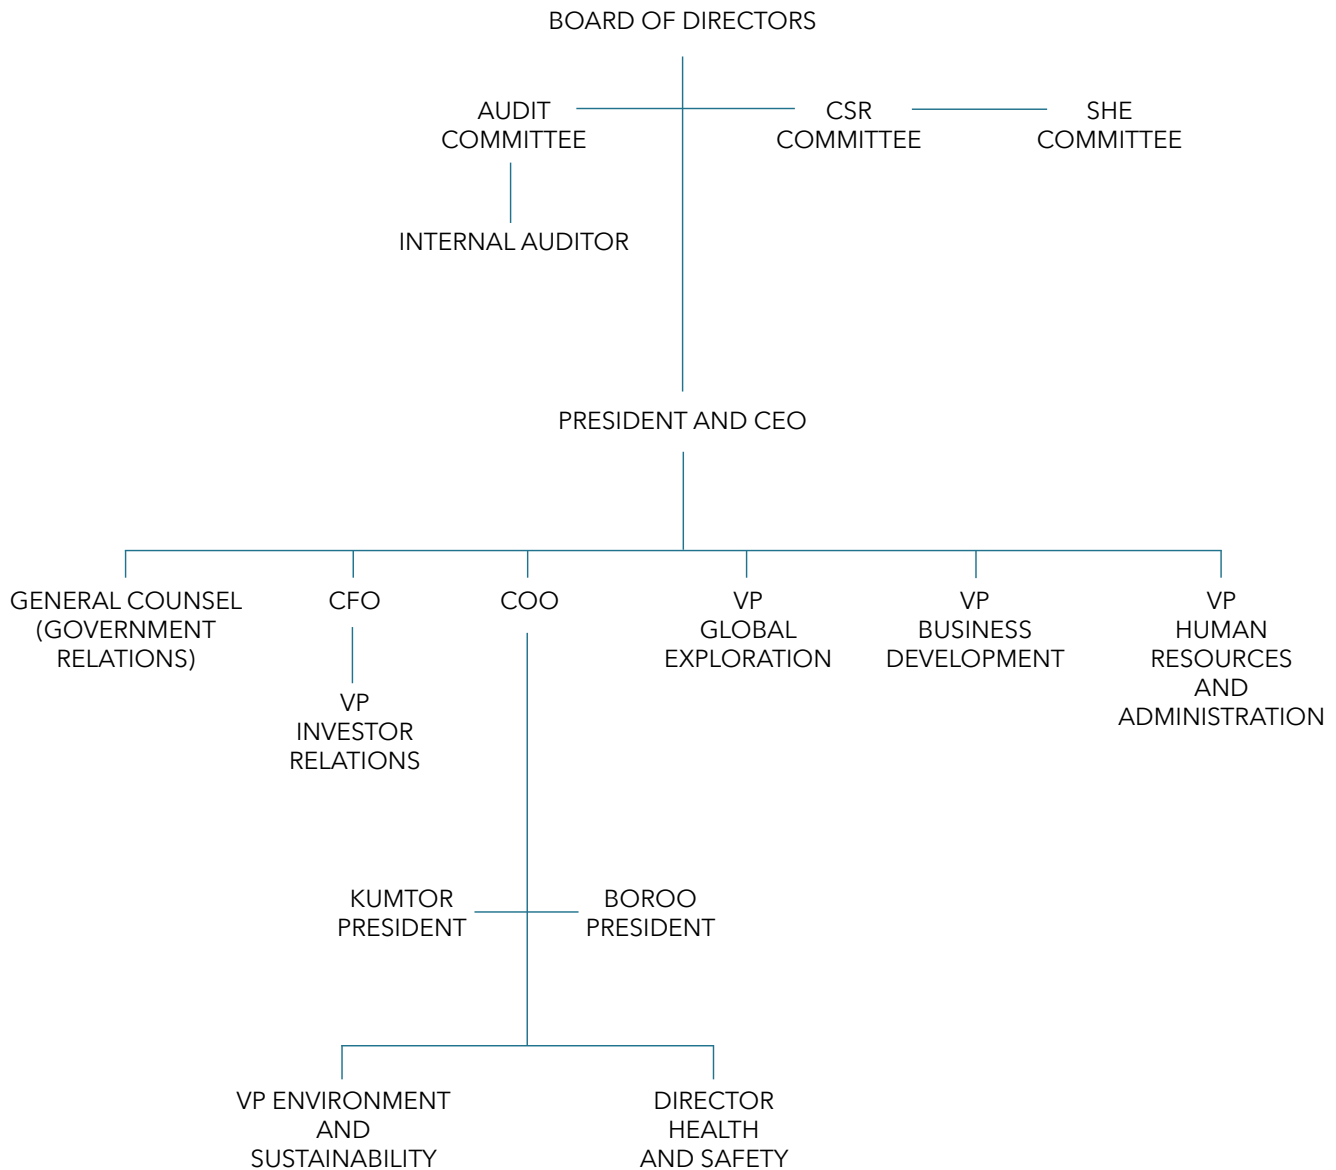 BOARD OF DIRECTORS
AUDIT
COMMITTEE
CSR
COMMITTEE
SHE
COMMITTEE
INTERNAL AUDITOR
PRESIDENT AND CEO
GENERAL COUNSEL
(GOVERNMENT
RELATIONS)
CFO
COO
VP
GLOBAL
EXPLORATION
VP
BUSINESS
DEVELOPMENT
VP
HUMAN
RESOURCES
AND
ADMINISTRATION
VP
INVESTOR
RELATIONS
KUMTOR
PRESIDENT
BOROO
PRESIDENT
VP ENVIRONMENT
AND
SUSTAINABILITY
DIRECTOR
HEALTH
AND SAFETY